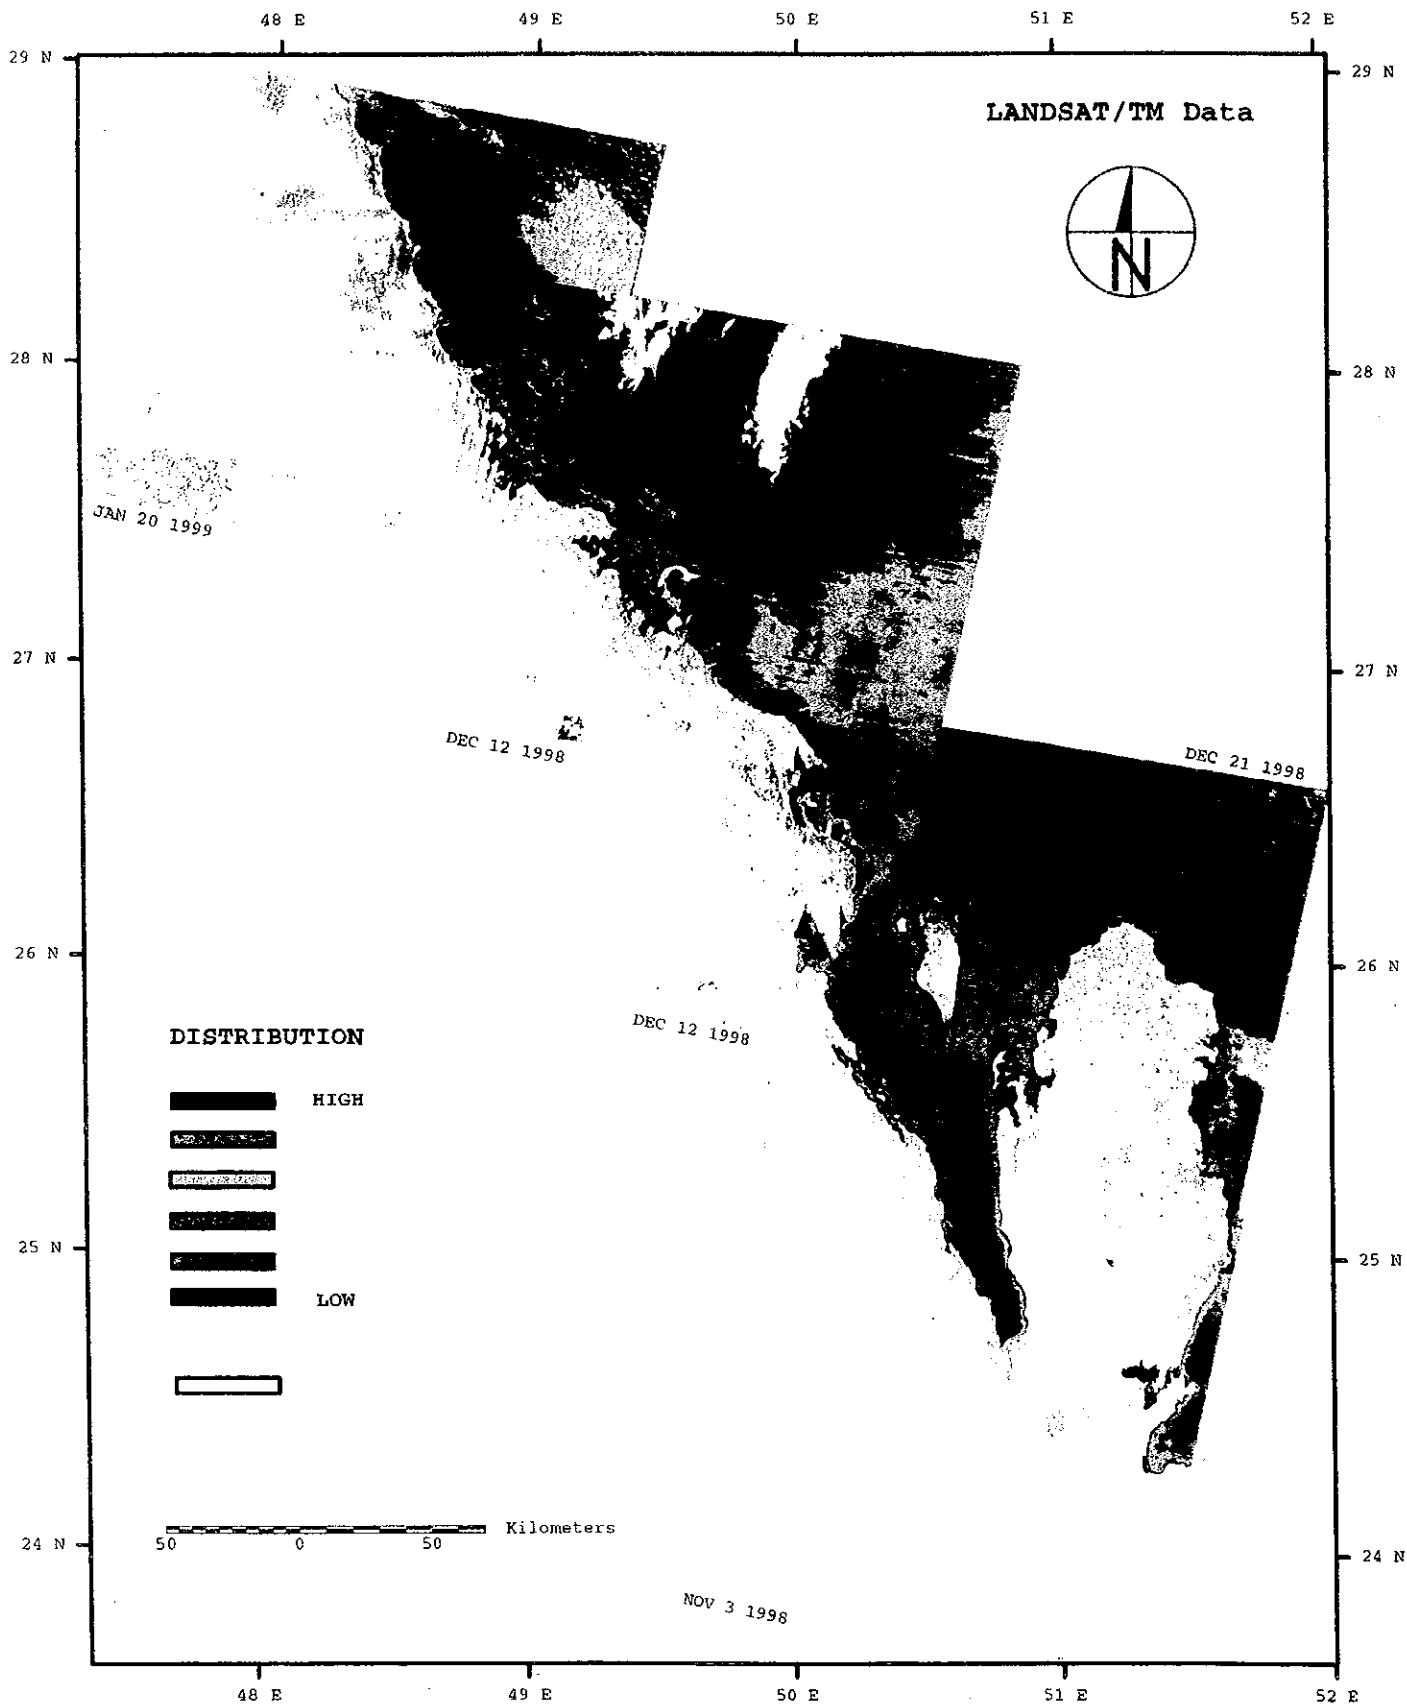 48 E 49 E 50 E 51 E 52 E
29 N 29 N
LANDSAT/TM Data
N
28 N 28 N
JAN 20 1999
27 N 27 N
DEC 12 1998
DEC 21 1998
26 N 26 N
DEC 12 1998
DISTRIBUTION
HIGH
25 N 25 N
LOW
Kilometers
50 0 50
24 N 24 N
NOV 3 1998
48 E 49 E 50 E 51 E 52 E